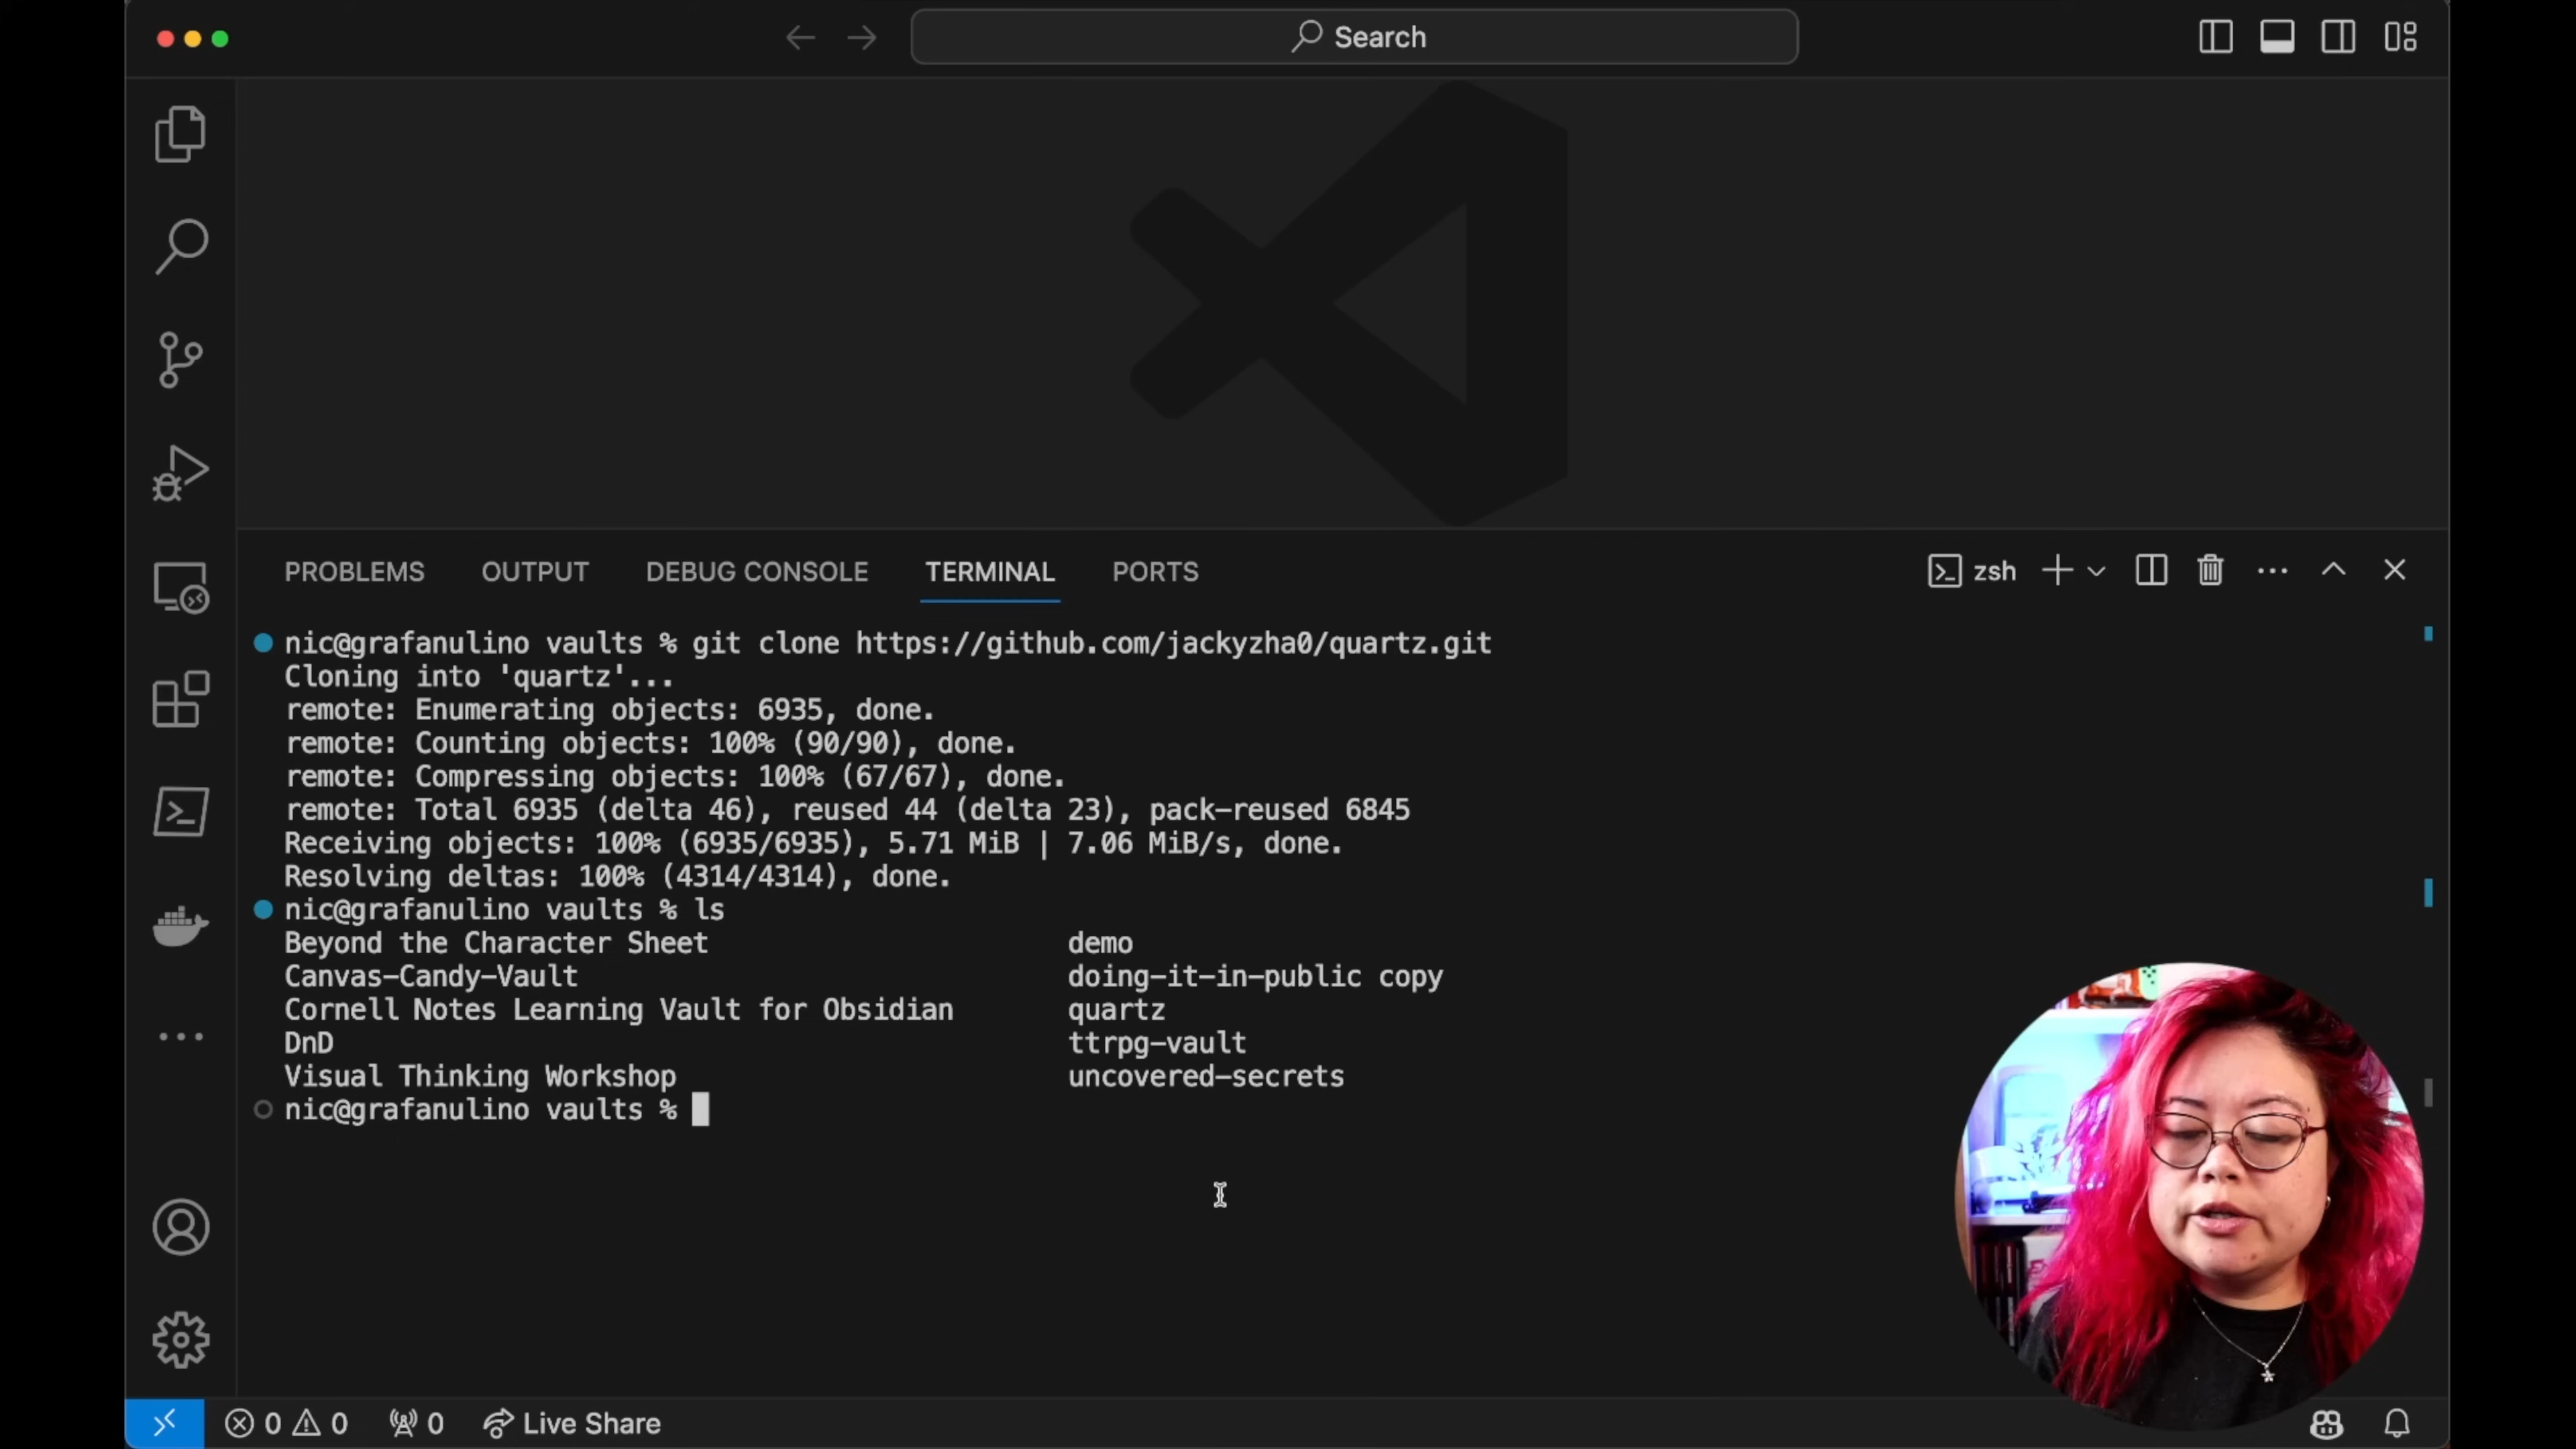 Search
PROBLEMS OUTPUT DEBUG CONSOLE TERMINAL PORTS zsh
nic@grafanulino vaults % git clone https://github.com/jackyzha0/quartz.git
Cloning into 'quartz'...
remote: Enumerating objects: 6935, done.
remote: Counting objects: 100% (90/90), done.
remote: Compressing objects: 100% (67/67), done.
remote: Total 6935 (delta 46), reused 44 (delta 23), pack-reused 6845
Receiving objects: 100% (6935/6935), 5.71 MiB | 7.06 MiB/s, done.
Resolving deltas: 100% (4314/4314), done.
nic@grafanulino vaults % ls
Beyond the Character Sheet demo
Canvas-Candy-Vault doing-it-in-public copy
Cornell Notes Learning Vault for Obsidian quartz
DnD ttrpg-vault
Visual Thinking Workshop uncovered-secrets
nic@grafanulino vaults %
0 0 0 Live Share